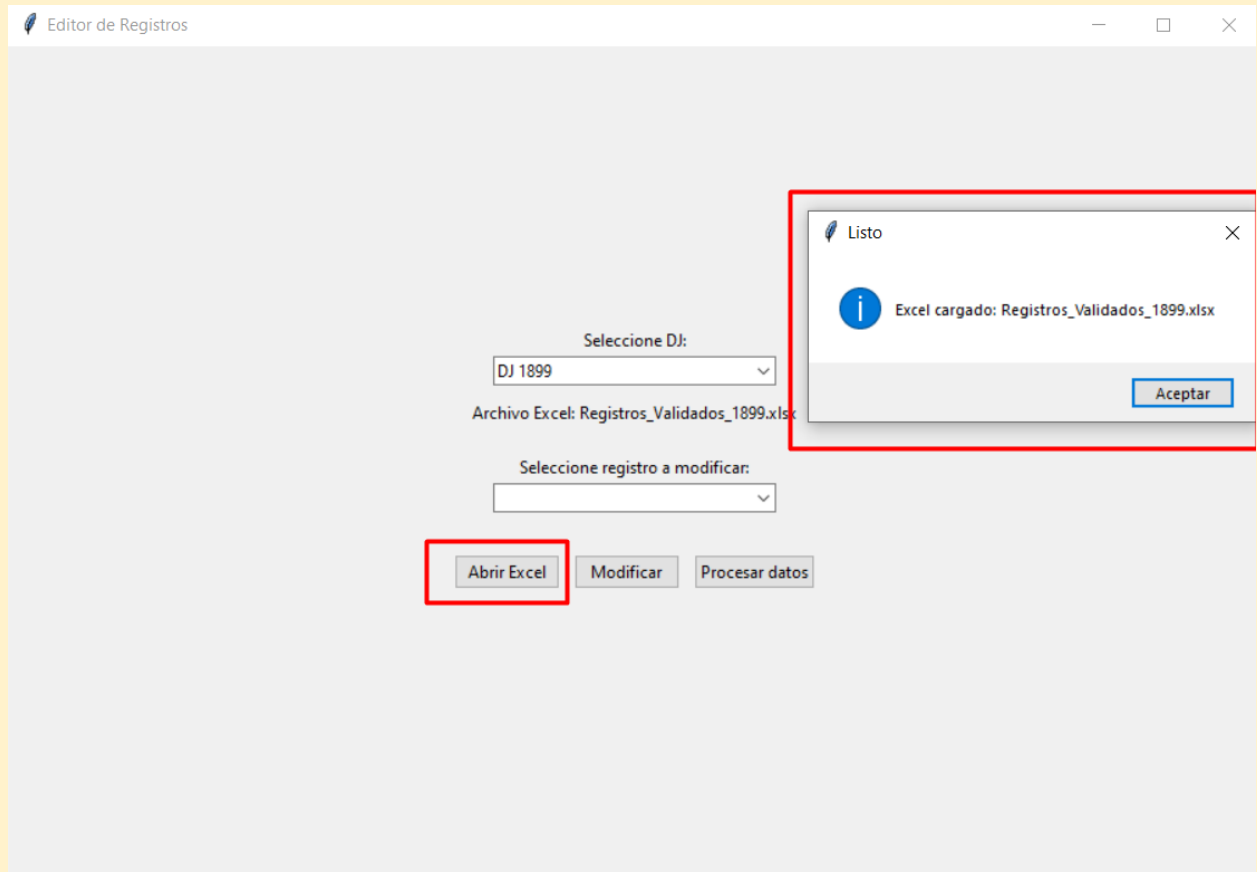 Editor de Registros
Listo
Excel cargado: Registros_Validados_1899.xlsx
Aceptar
Seleccione DJ:
DJ 1899
Archivo Excel: Registros_Validados_1899.xlsx
Seleccione registro a modificar:
Abrir Excel Modificar Procesar datos